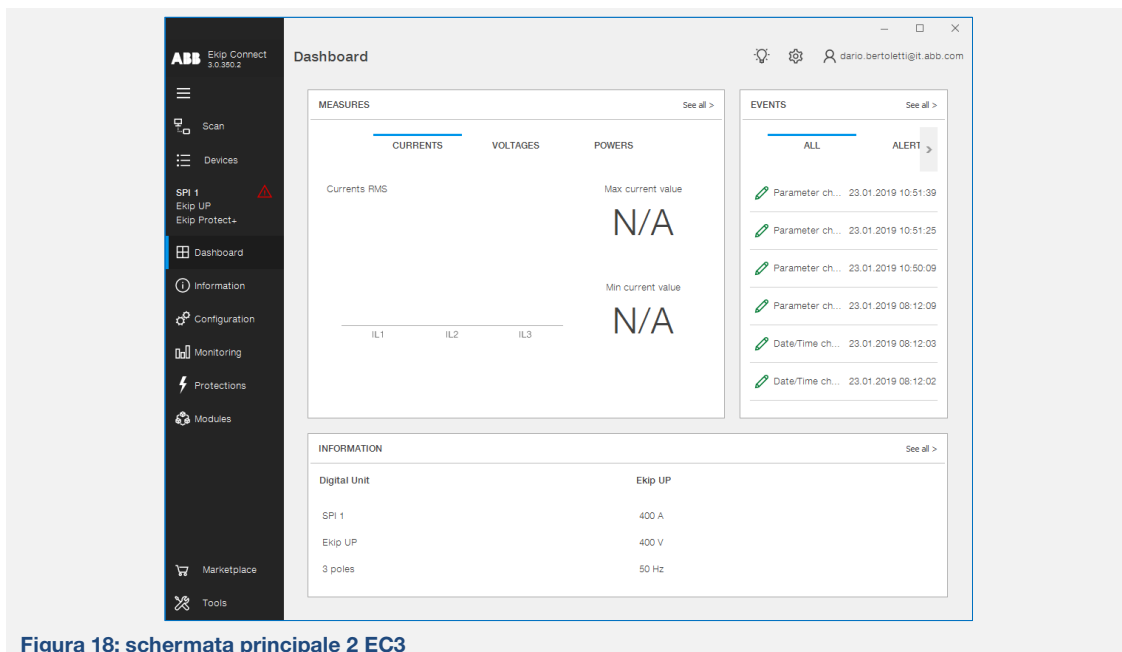 ABB Ekip Connect
3.0.350.2
Dashboard
dario.bertoletti@it.abb.com
Scan
Devices
SPI 1
Ekip UP
Ekip Protect+
Dashboard
Information
Configuration
Monitoring
Protections
Modules
Marketplace
Tools
MEASURES See all >
CURRENTS VOLTAGES POWERS
Currents RMS
Max current value
N/A
Min current value
N/A
IL1 IL2 IL3
EVENTS See all >
ALL ALERT >
Parameter ch... 23.01.2019 10:51:39
Parameter ch... 23.01.2019 10:51:25
Parameter ch... 23.01.2019 10:50:09
Parameter ch... 23.01.2019 08:12:09
Date/Time ch... 23.01.2019 08:12:03
Date/Time ch... 23.01.2019 08:12:02
INFORMATION See all >
Digital Unit Ekip UP
SPI 1 400 A
Ekip UP 400 V
3 poles 50 Hz
Figura 18: schermata principale 2 EC3